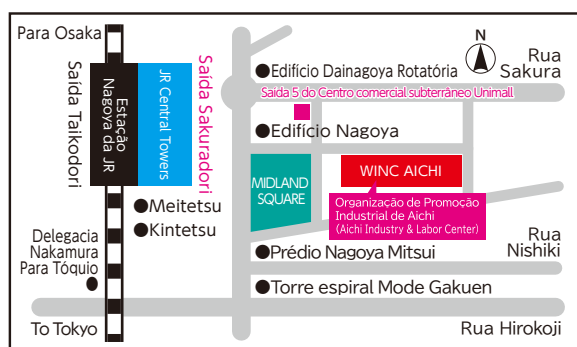 Para Osaka
Saída Taikodori
Estação
Nagoya da JR
JR Central Towers
Saída Sakuradori
Meitetsu
Kintetsu
Delegacia
Nakamura
Para Tóquio
To Tokyo
N
Rua
Sakura
Edifício Dainagoya Rotatória
Saída 5 do Centro comercial subterrâneo Unimall
Edifício Nagoya
MIDLAND
SQUARE
WINC AICHI
Organização de Promoção
Industrial de Aichi
(Aichi Industry & Labor Center)
Rua
Nishiki
Prédio Nagoya Mitsui
Torre espiral Mode Gakuen
Rua Hirokoji